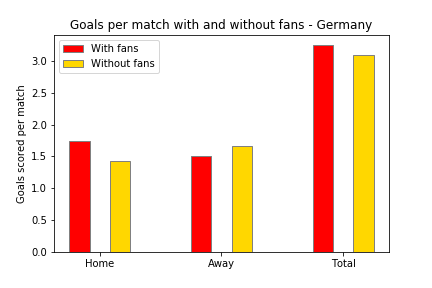 Goals per match with and without fans - Germany
With fans
Without fans
Goals scored per match
3.0
2.5
2.0
1.5
1.0
0.5
0.0
Home Away Total